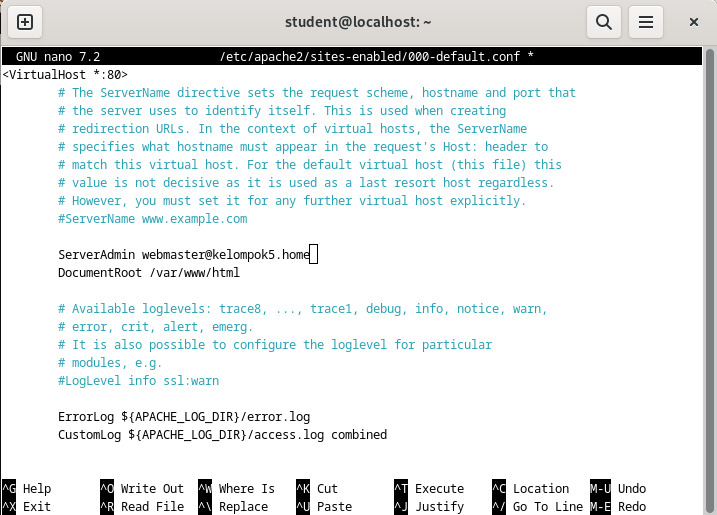 student@localhost: ~
GNU nano 7.2 /etc/apache2/sites-enabled/000-default.conf *
<VirtualHost *:80>
# The ServerName directive sets the request scheme, hostname and port that
# the server uses to identify itself. This is used when creating
# redirection URLs. In the context of virtual hosts, the ServerName
# specifies what hostname must appear in the request's Host: header to
# match this virtual host. For the default virtual host (this file) this
# value is not decisive as it is used as a last resort host regardless.
# However, you must set it for any further virtual host explicitly.
#ServerName www.example.com
ServerAdmin webmaster@kelompok5.home
DocumentRoot /var/www/html
# Available loglevels: trace8, ..., trace1, debug, info, notice, warn,
# error, crit, alert, emerg.
# It is also possible to configure the loglevel for particular
# modules, e.g.
#LogLevel info ssl:warn
ErrorLog ${APACHE_LOG_DIR}/error.log
CustomLog ${APACHE_LOG_DIR}/access.log combined
^G Help ^O Write Out ^W Where Is ^K Cut ^T Execute ^C Location M-U Undo
^X Exit ^R Read File ^\ Replace ^U Paste ^J Justify ^/ Go To Line M-E Redo